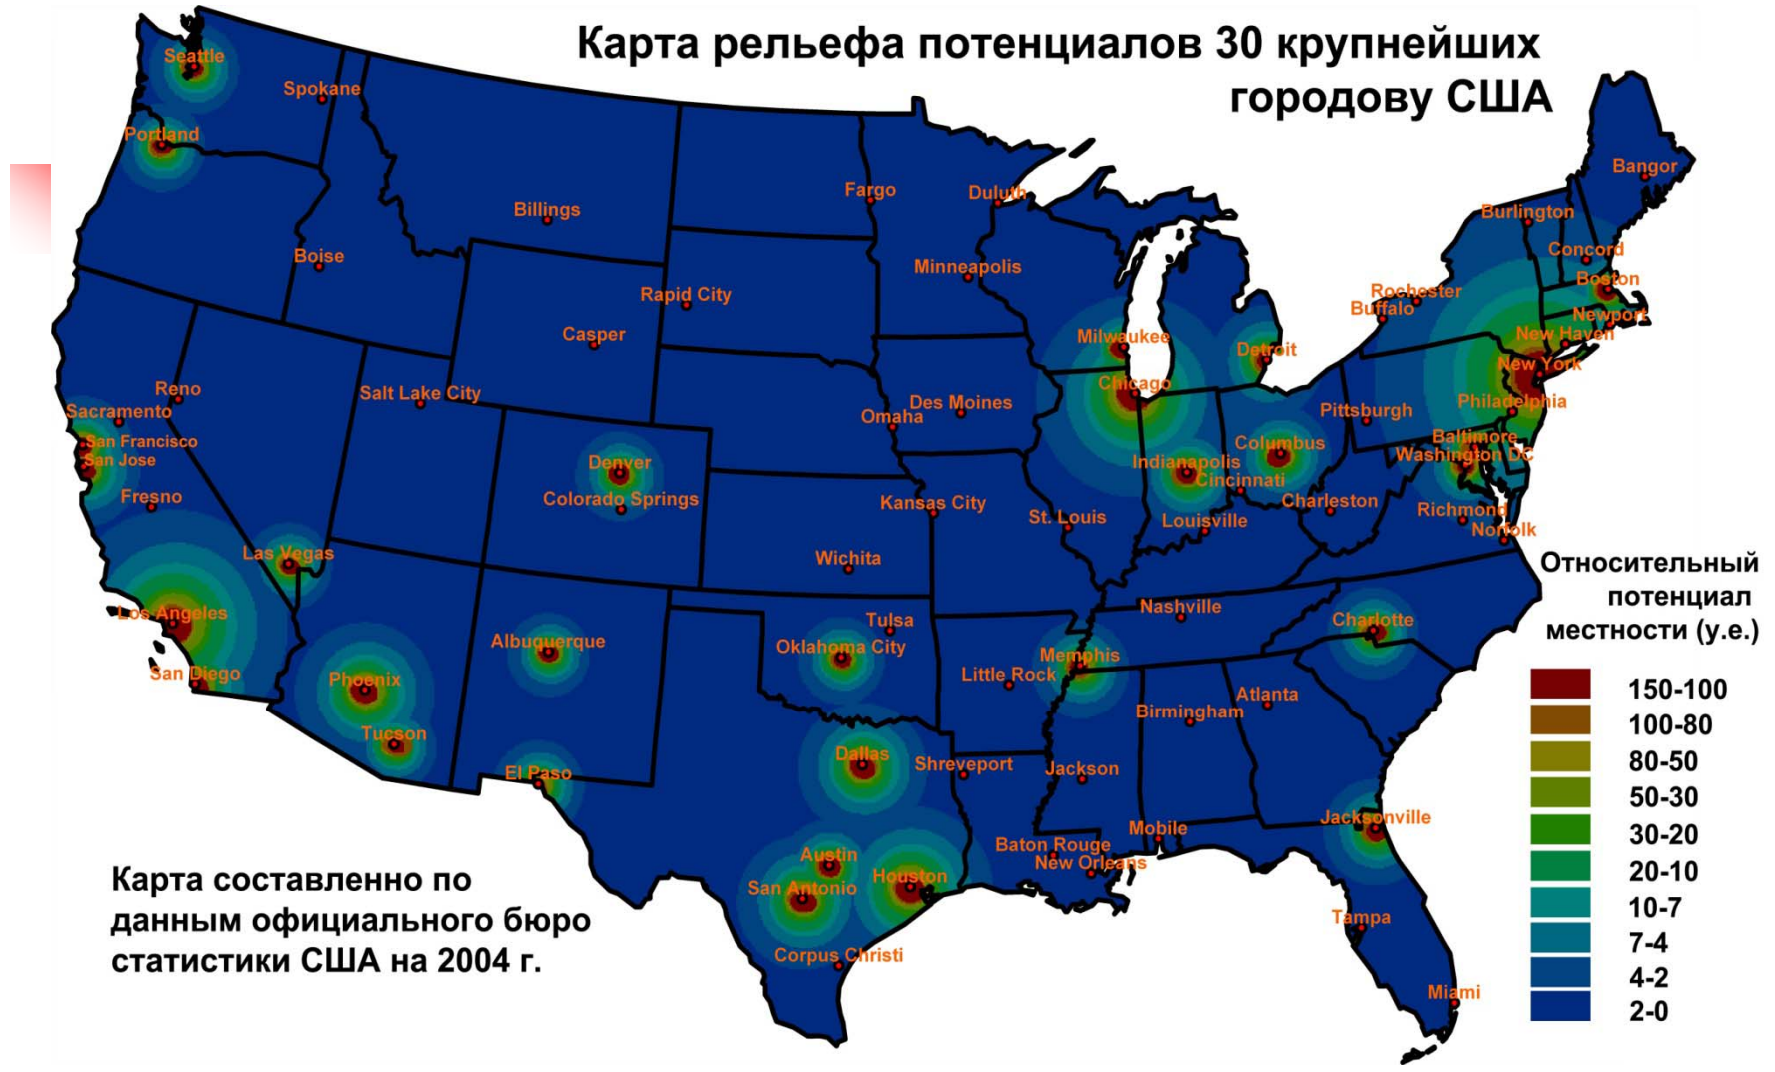 Карта рельефа потенциалов 30 крупнейших
городову США
Seattle
Spokane
Portland
Bangor
Fargo
Duluth
Billings
Burlington
Boise
Concord
Minneapolis
Boston
Rapid City
Rochester
Buffalo
Newport
Casper
Milwaukee
New Haven
Detroit
New York
Reno
Salt Lake City
Chicago
Sacramento
Omaha
Des Moines
Pittsburgh
Philadelphia
San Francisco
Columbus
Baltimore
San Jose
Denver
Indianapolis
Washington DC
Cincinnati
Fresno
Colorado Springs
Kansas City
St. Louis
Louisville
Charleston
Richmond
Norfolk
Las Vegas
Wichita
Los Angeles
Albuquerque
Tulsa
Oklahoma City
Nashville
Charlotte
Memphis
San Diego
Phoenix
Little Rock
Atlanta
Birmingham
Tucson
El Paso
Dallas
Shreveport
Jackson
Jacksonville
Mobile
Baton Rouge
New Orleans
Austin
San Antonio
Houston
Tampa
Corpus Christi
Miami
Относительный
потенциал
местности (у.е.)
150-100
100-80
80-50
50-30
30-20
20-10
10-7
7-4
4-2
2-0
Карта составленно по
данным официального бюро
статистики США на 2004 г.